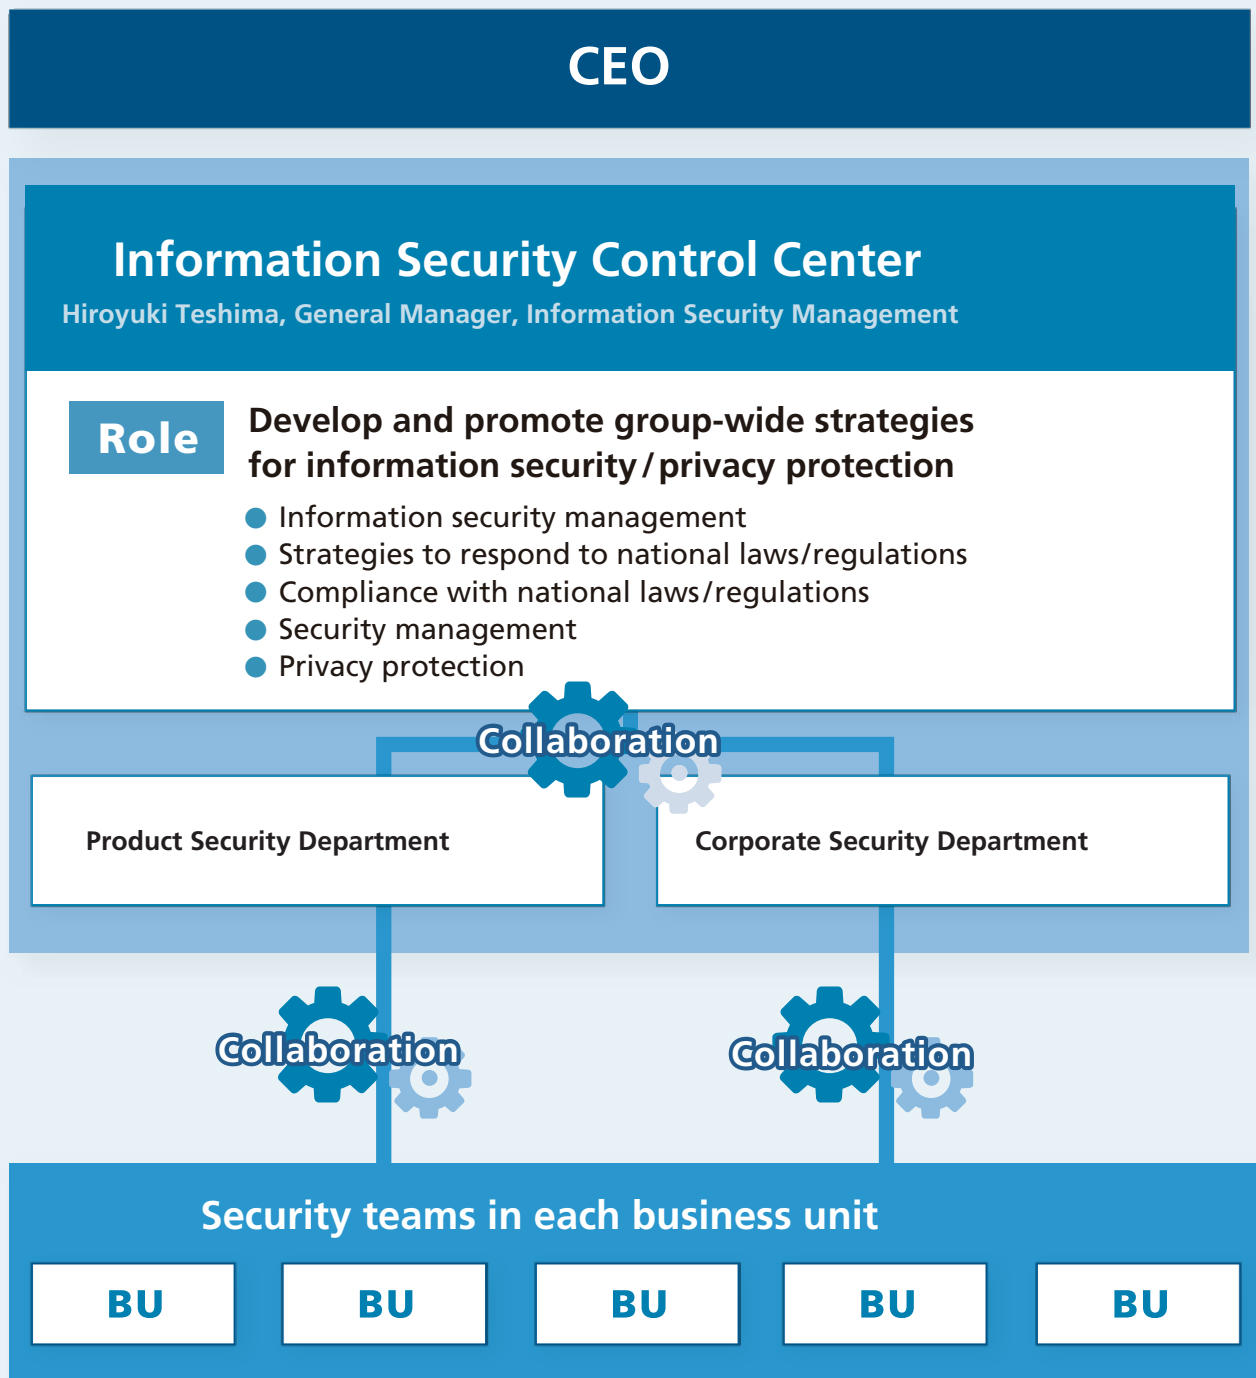 CEO
Information Security Control Center
Hiroyuki Teshima, General Manager, Information Security Management
Role
Develop and promote group-wide strategies
for information security/privacy protection
● Information security management
● Strategies to respond to national laws/regulations
● Compliance with national laws/regulations
● Security management
● Privacy protection
Collaboration
Product Security Department
Corporate Security Department
Collaboration
Collaboration
Security teams in each business unit
BU
BU
BU
BU
BU